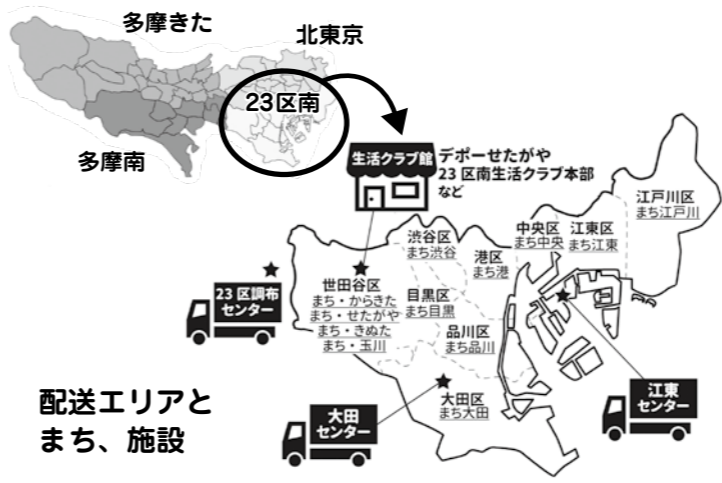 多摩きた
北東京
23区南
多摩南
生活クラブ館
デポーせたがや
23区南生活クラブ本部
など
江戸川区
まち江戸川
中央区
まち中央
江東区
まち江東
渋谷区
まち渋谷
港区
まち港
世田谷区
まち・からきた
まち・せたがや
まち・きぬた
まち・玉川
目黒区
まち目黒
品川区
まち品川
23区調布
センター
大田区
まち大田
江東
センター
大田
センター
配送エリアと
まち、施設